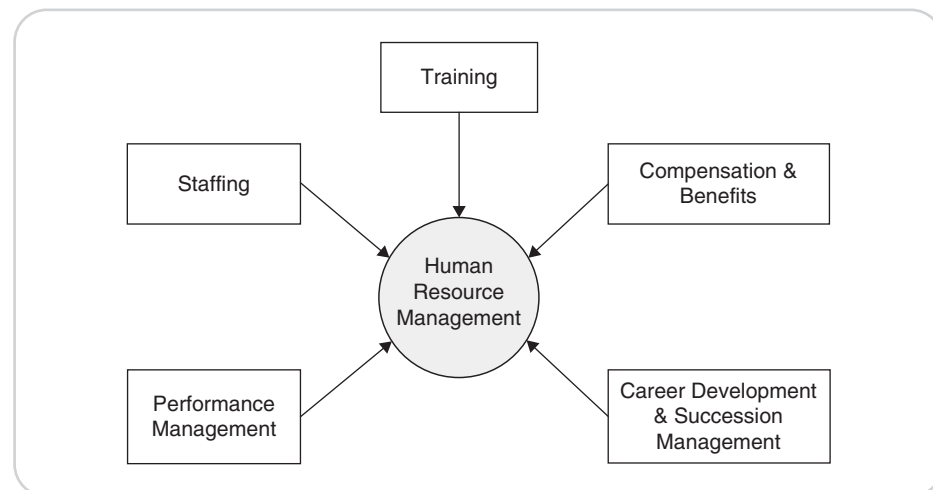 Training
Staffing
Compensation &
Benefits
Human
Resource
Management
Performance
Management
Career Development
& Succession
Management